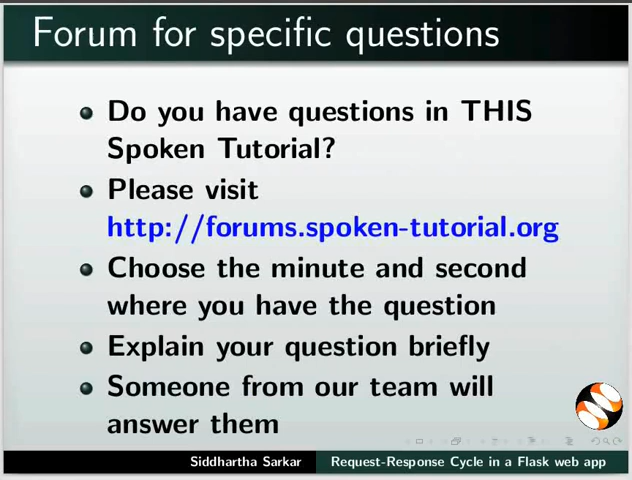 Forum for specific questions
Do you have questions in THIS
Spoken Tutorial?
Please visit
http://forums.spoken-tutorial.org
Choose the minute and second
where you have the question
Explain your question briefly
Someone from our team will
answer them
Siddhartha Sarkar Request-Response Cycle in a Flask web app